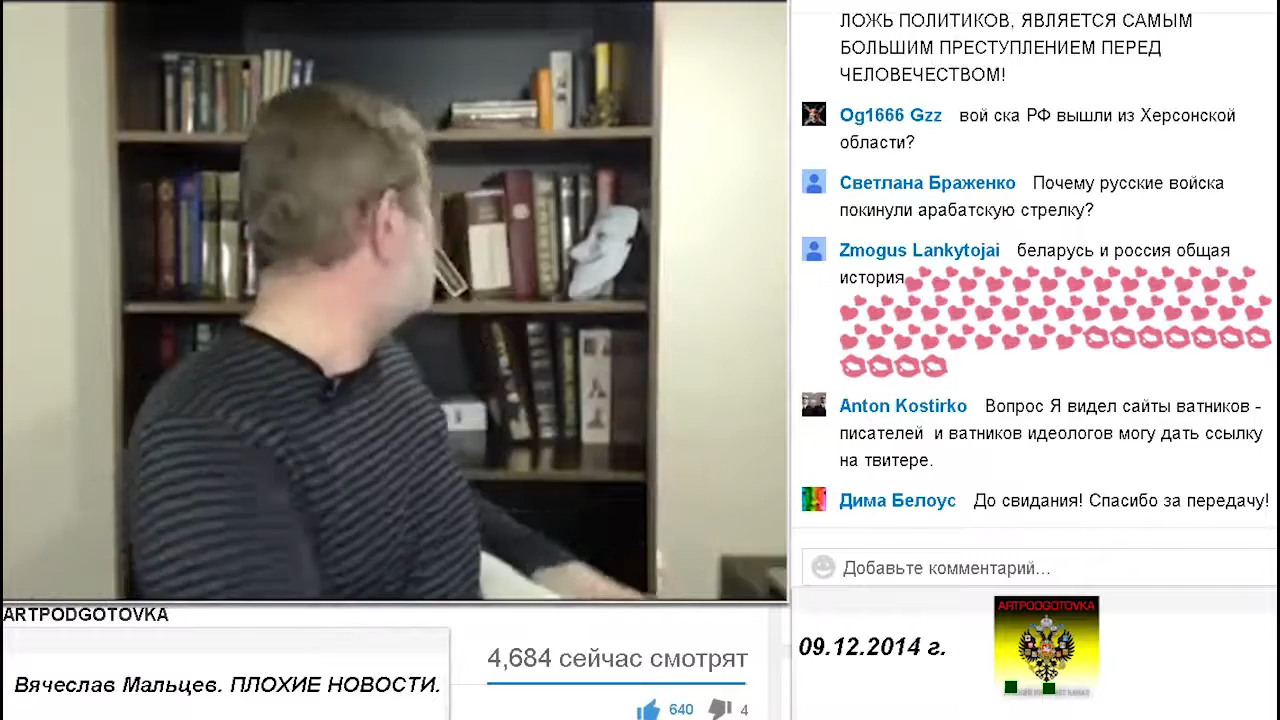 ЛОЖЬ ПОЛИТИКОВ, ЯВЛЯЕТСЯ САМЫМ
БОЛЬШИМ ПРЕСТУПЛЕНИЕМ ПЕРЕД
ЧЕЛОВЕЧЕСТВОМ!
Og1666 Gzz вой ска РФ вышли из Херсонской
области?
Светлана Браженко Почему русские войска
покинули арабатскую стрелку?
Zmogus Lankytojai беларусь и россия общая
история
Anton Kostirko Вопрос Я видел сайты ватников -
писателей и ватников идеологов могу дать ссылку
на твитере.
Дима Белоус До свидания! Спасибо за передачу!
Добавьте комментарий...
ARTPODGOTOVKA
Вячеслав Мальцев. ПЛОХИЕ НОВОСТИ.
4,684 сейчас смотрят
640 4
09.12.2014 г.
ARTPODGOTOVKA